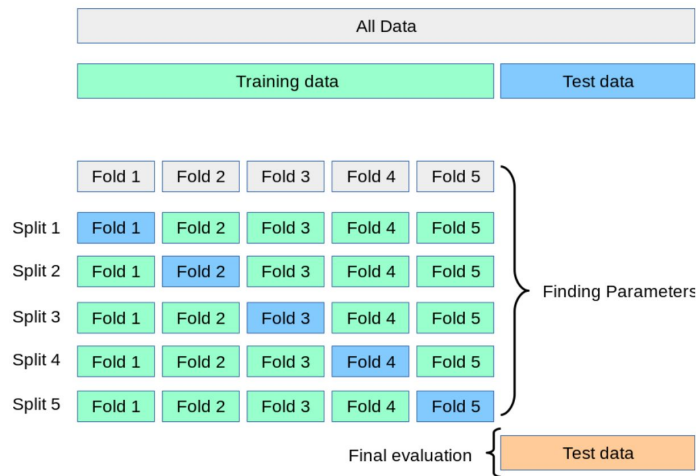 All Data
Training data Test data
Fold 1 Fold 2 Fold 3 Fold 4 Fold 5
Split 1 Fold 1 Fold 2 Fold 3 Fold 4 Fold 5
Split 2 Fold 1 Fold 2 Fold 3 Fold 4 Fold 5
Finding Parameters
Split 3 Fold 1 Fold 2 Fold 3 Fold 4 Fold 5
Split 4 Fold 1 Fold 2 Fold 3 Fold 4 Fold 5
Split 5 Fold 1 Fold 2 Fold 3 Fold 4 Fold 5
Final evaluation Test data